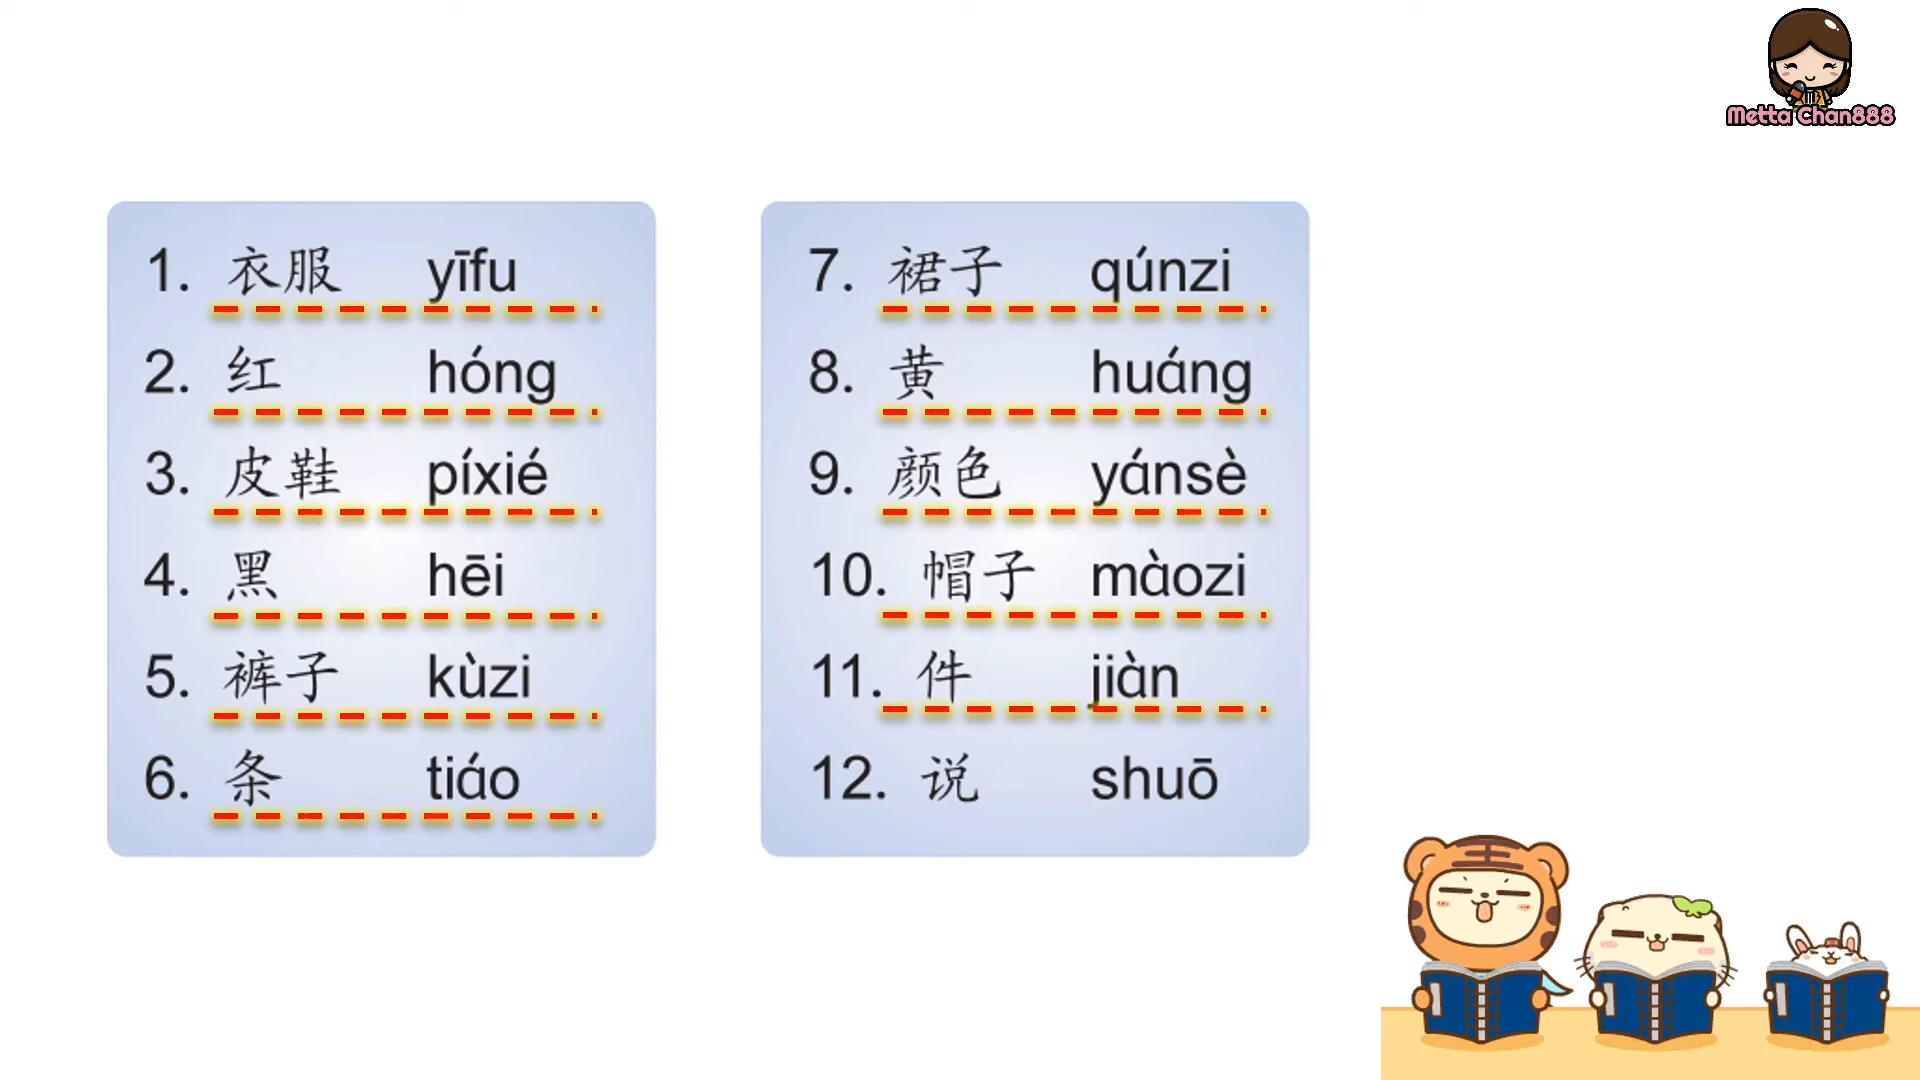 Metta Chan888
1. 衣服 yīfu
2. 红 hóng
3. 皮鞋 píxié
4. 黑 hēi
5. 裤子 kùzi
6. 条 tiáo
7. 裙子 qúnzi
8. 黄 huáng
9. 颜色 yánsè
10. 帽子 màozi
11. 件 jiàn
12. 说 shuō